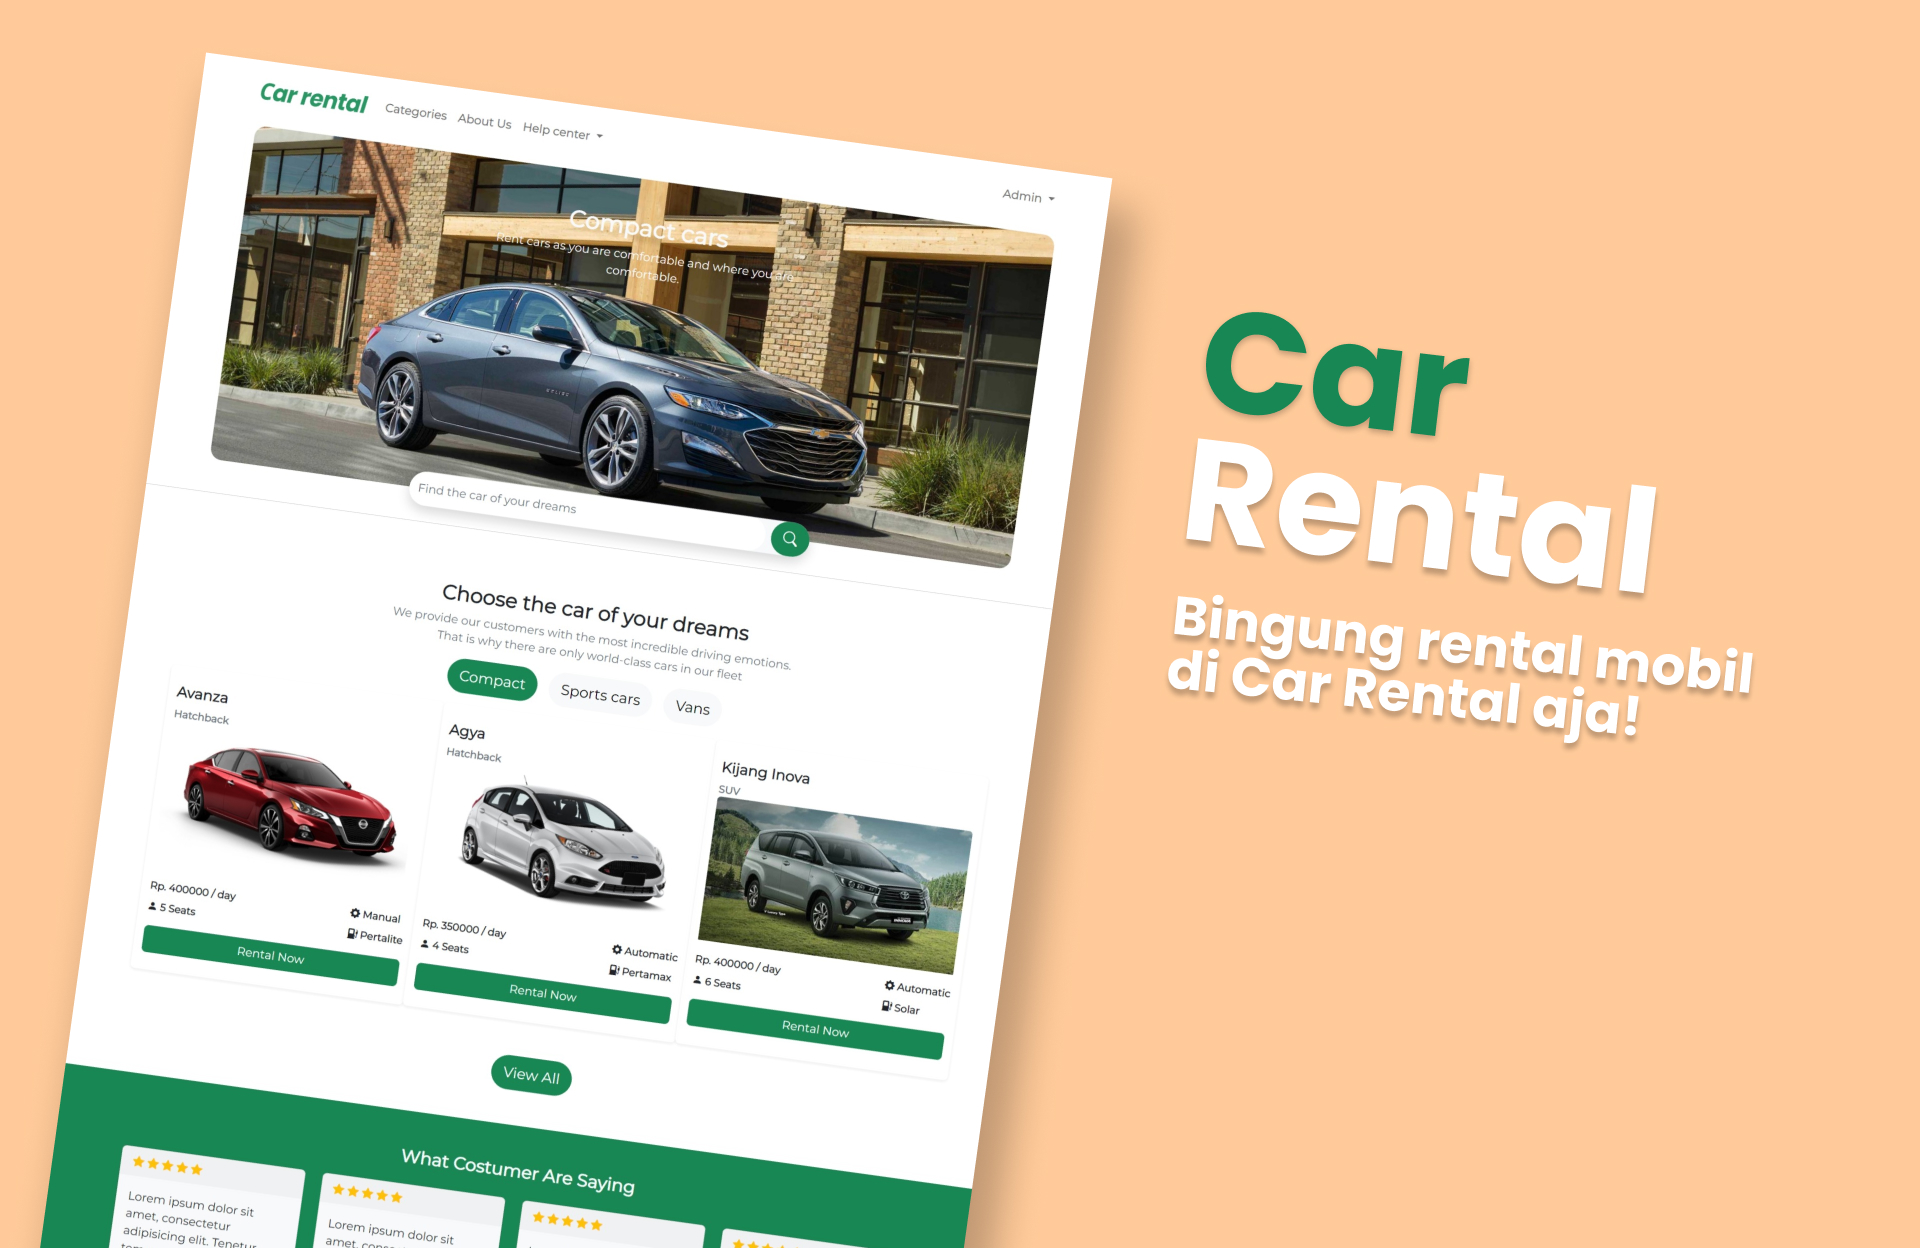 Car rental
Categories
About Us
Help center
Admin
Compact cars
Rent cars as you are comfortable and where you are
comfortable.
Find the car of your dreams
Choose the car of your dreams
We provide our customers with the most incredible driving emotions.
That is why there are only world-class cars in our fleet
Compact
Sports cars
Vans
Avanza
Hatchback
Rp. 400000 / day
5 Seats
Manual
Pertalite
Rental Now
Agya
Hatchback
Rp. 350000 / day
4 Seats
Automatic
Pertamax
Rental Now
Kijang Inova
SUV
Rp. 400000 / day
6 Seats
Automatic
Solar
Rental Now
View All
What Costumer Are Saying
Lorem ipsum dolor sit
amet, consectetur
adipisicing elit. Tenetur
Lorem ipsum dolor sit
amet,
Car
Rental
Bingung rental mobil
di Car Rental aja!